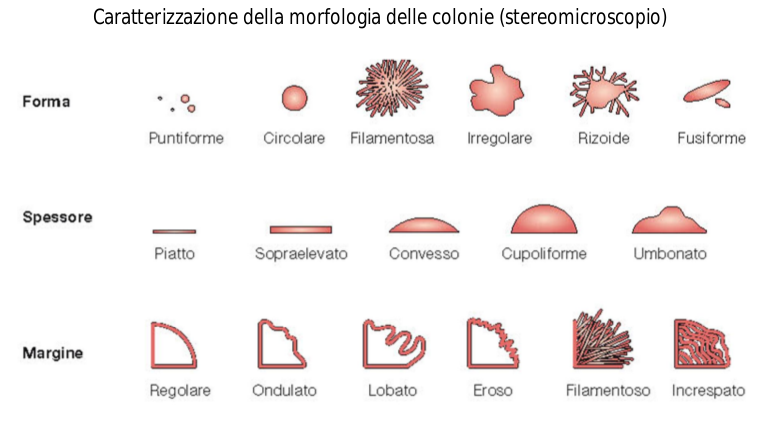 Caratterizzazione della morfologia delle colonie (stereomicroscopio)
Forma
Puntiforme Circolare Filamentosa Irregolare Rizoide Fusiforme
Spessore
Piatto Sopraelevato Convesso Cupoliforme Umbonato
Margine
Regolare Ondulato Lobato Eroso Filamentoso Increspato